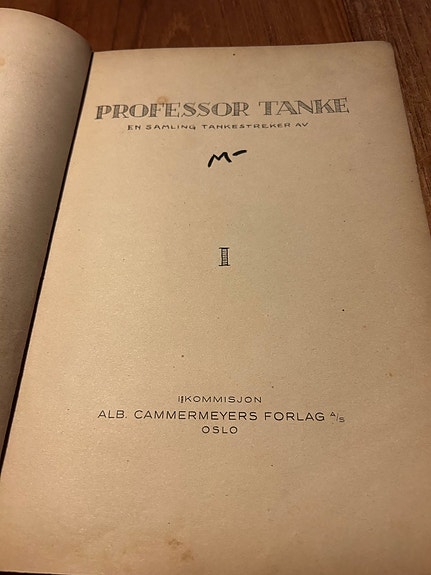 PROFESSOR TANKE
EN SAMLING TANKESTREKER AV
M-
I
I KOMMISJON
ALB. CAMMERMEYERS FORLAG A/S
OSLO